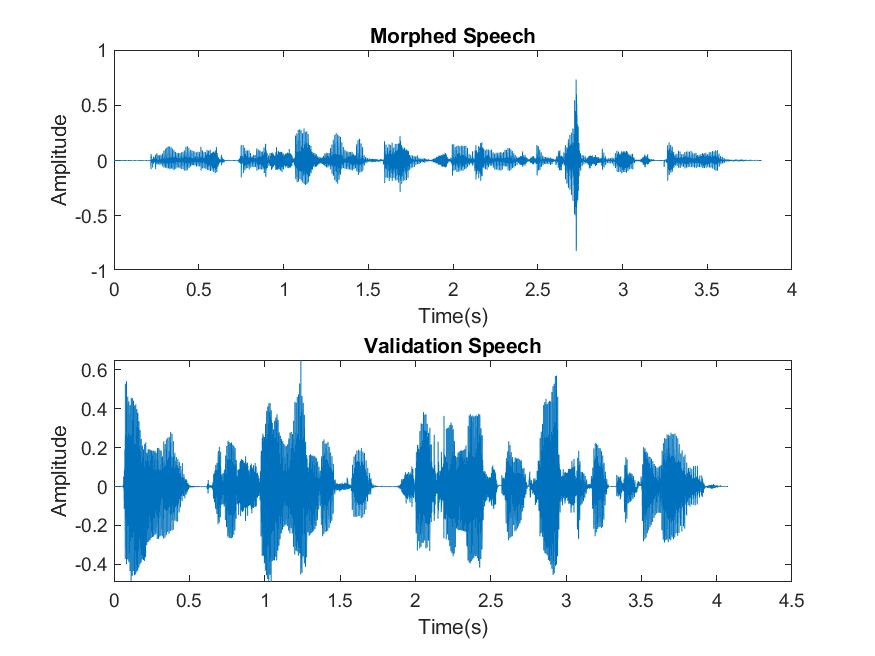 Morphed Speech
1
0.5
0
-0.5
-1
Amplitude
0 0.5 1 1.5 2 2.5 3 3.5 4
Time(s)
Validation Speech
0.6
0.4
0.2
0
-0.2
-0.4
Amplitude
0 0.5 1 1.5 2 2.5 3 3.5 4 4.5
Time(s)